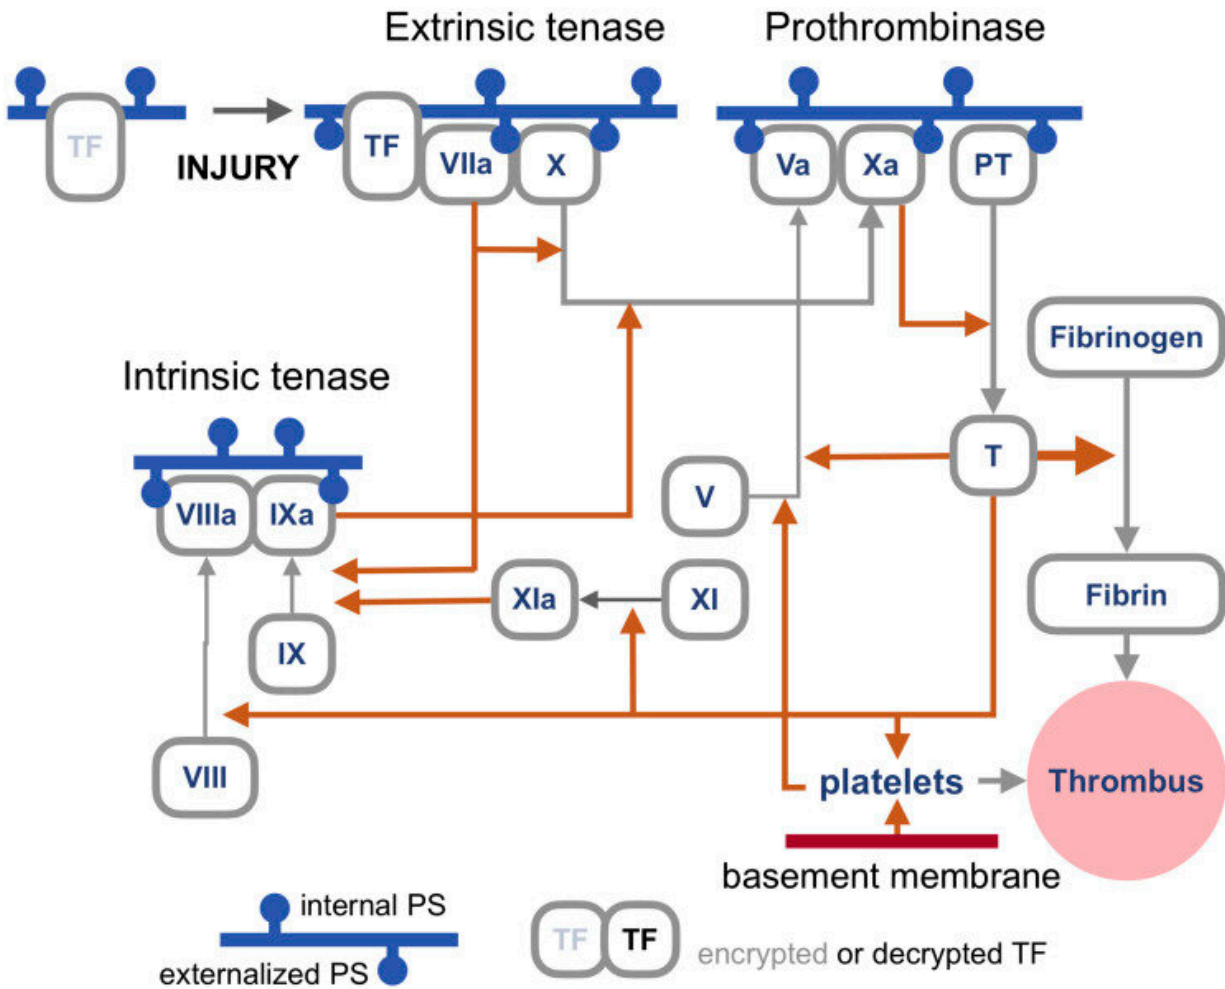 Extrinsic tenase
Prothrombinase
TF
INJURY
TF
VIIa
X
Va
Xa
PT
Fibrinogen
Intrinsic tenase
T
V
VIIIa
IXa
XIa
XI
Fibrin
IX
VIII
platelets
Thrombus
basement membrane
internal PS
externalized PS
TF
TF
encrypted or decrypted TF